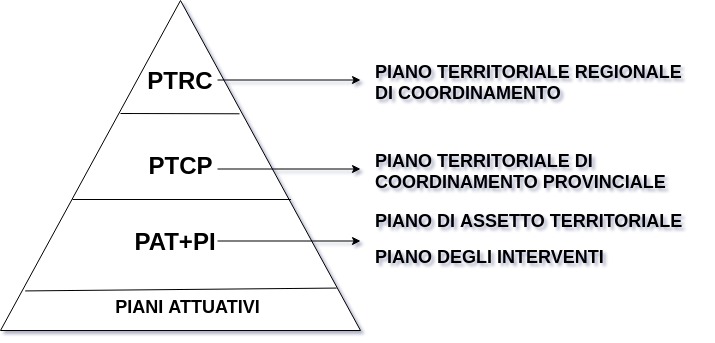 PTRC
PIANO TERRITORIALE REGIONALE
DI COORDINAMENTO
PTCP
PIANO TERRITORIALE DI
COORDINAMENTO PROVINCIALE
PAT+PI
PIANO DI ASSETTO TERRITORIALE
PIANO DEGLI INTERVENTI
PIANI ATTUATIVI